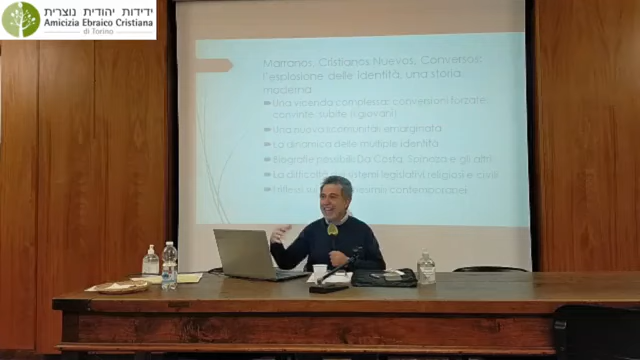 ידידות יהודית נוצרית
Amicizia Ebraico Cristiana
di Torino
Marranos, Cristianos Nuevos, Conversos:
l'esplosione delle identità, una storia
moderna
Una vicenda complessa: conversioni forzate,
convinte, subite (i giovani)
Una nuova comunità emarginata
La dinamica delle multiple identità
Biografie possibili Da Costa, Spinoza e gli altri
La difficoltà sistemi legislativi religiosi e civili
contemporanei